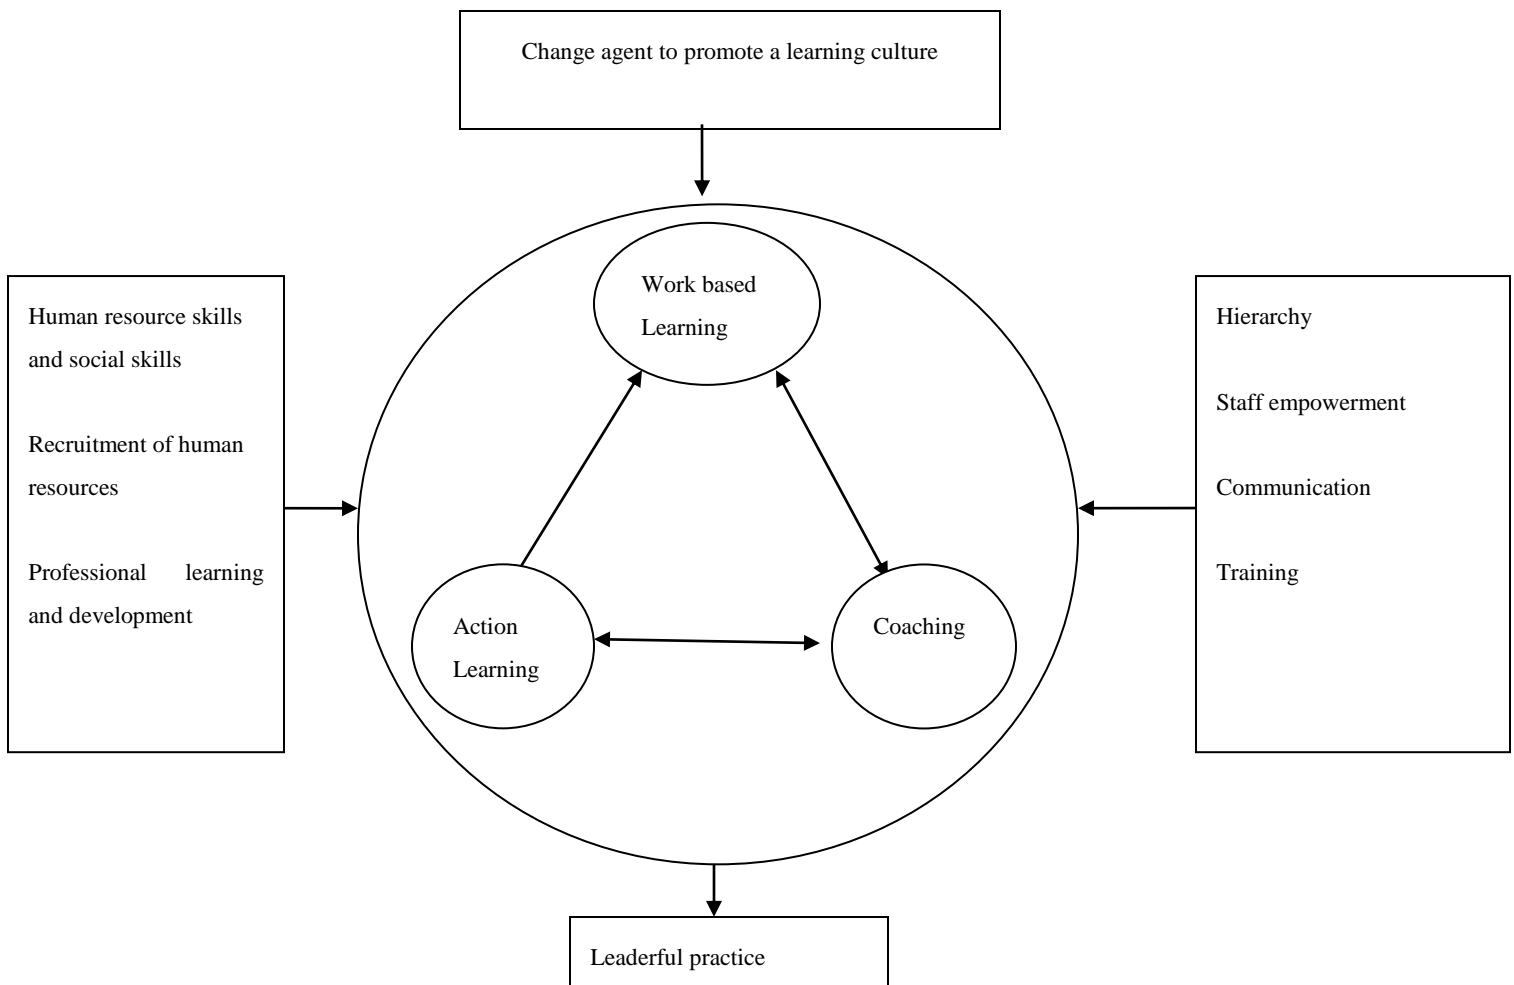 Change agent to promote a learning culture
Work based
Learning
Human resource skills
and social skills
Recruitment of human
resources
Professional learning
and development
Hierarchy
Staff empowerment
Communication
Training
Action
Learning
Coaching
Leaderful practice